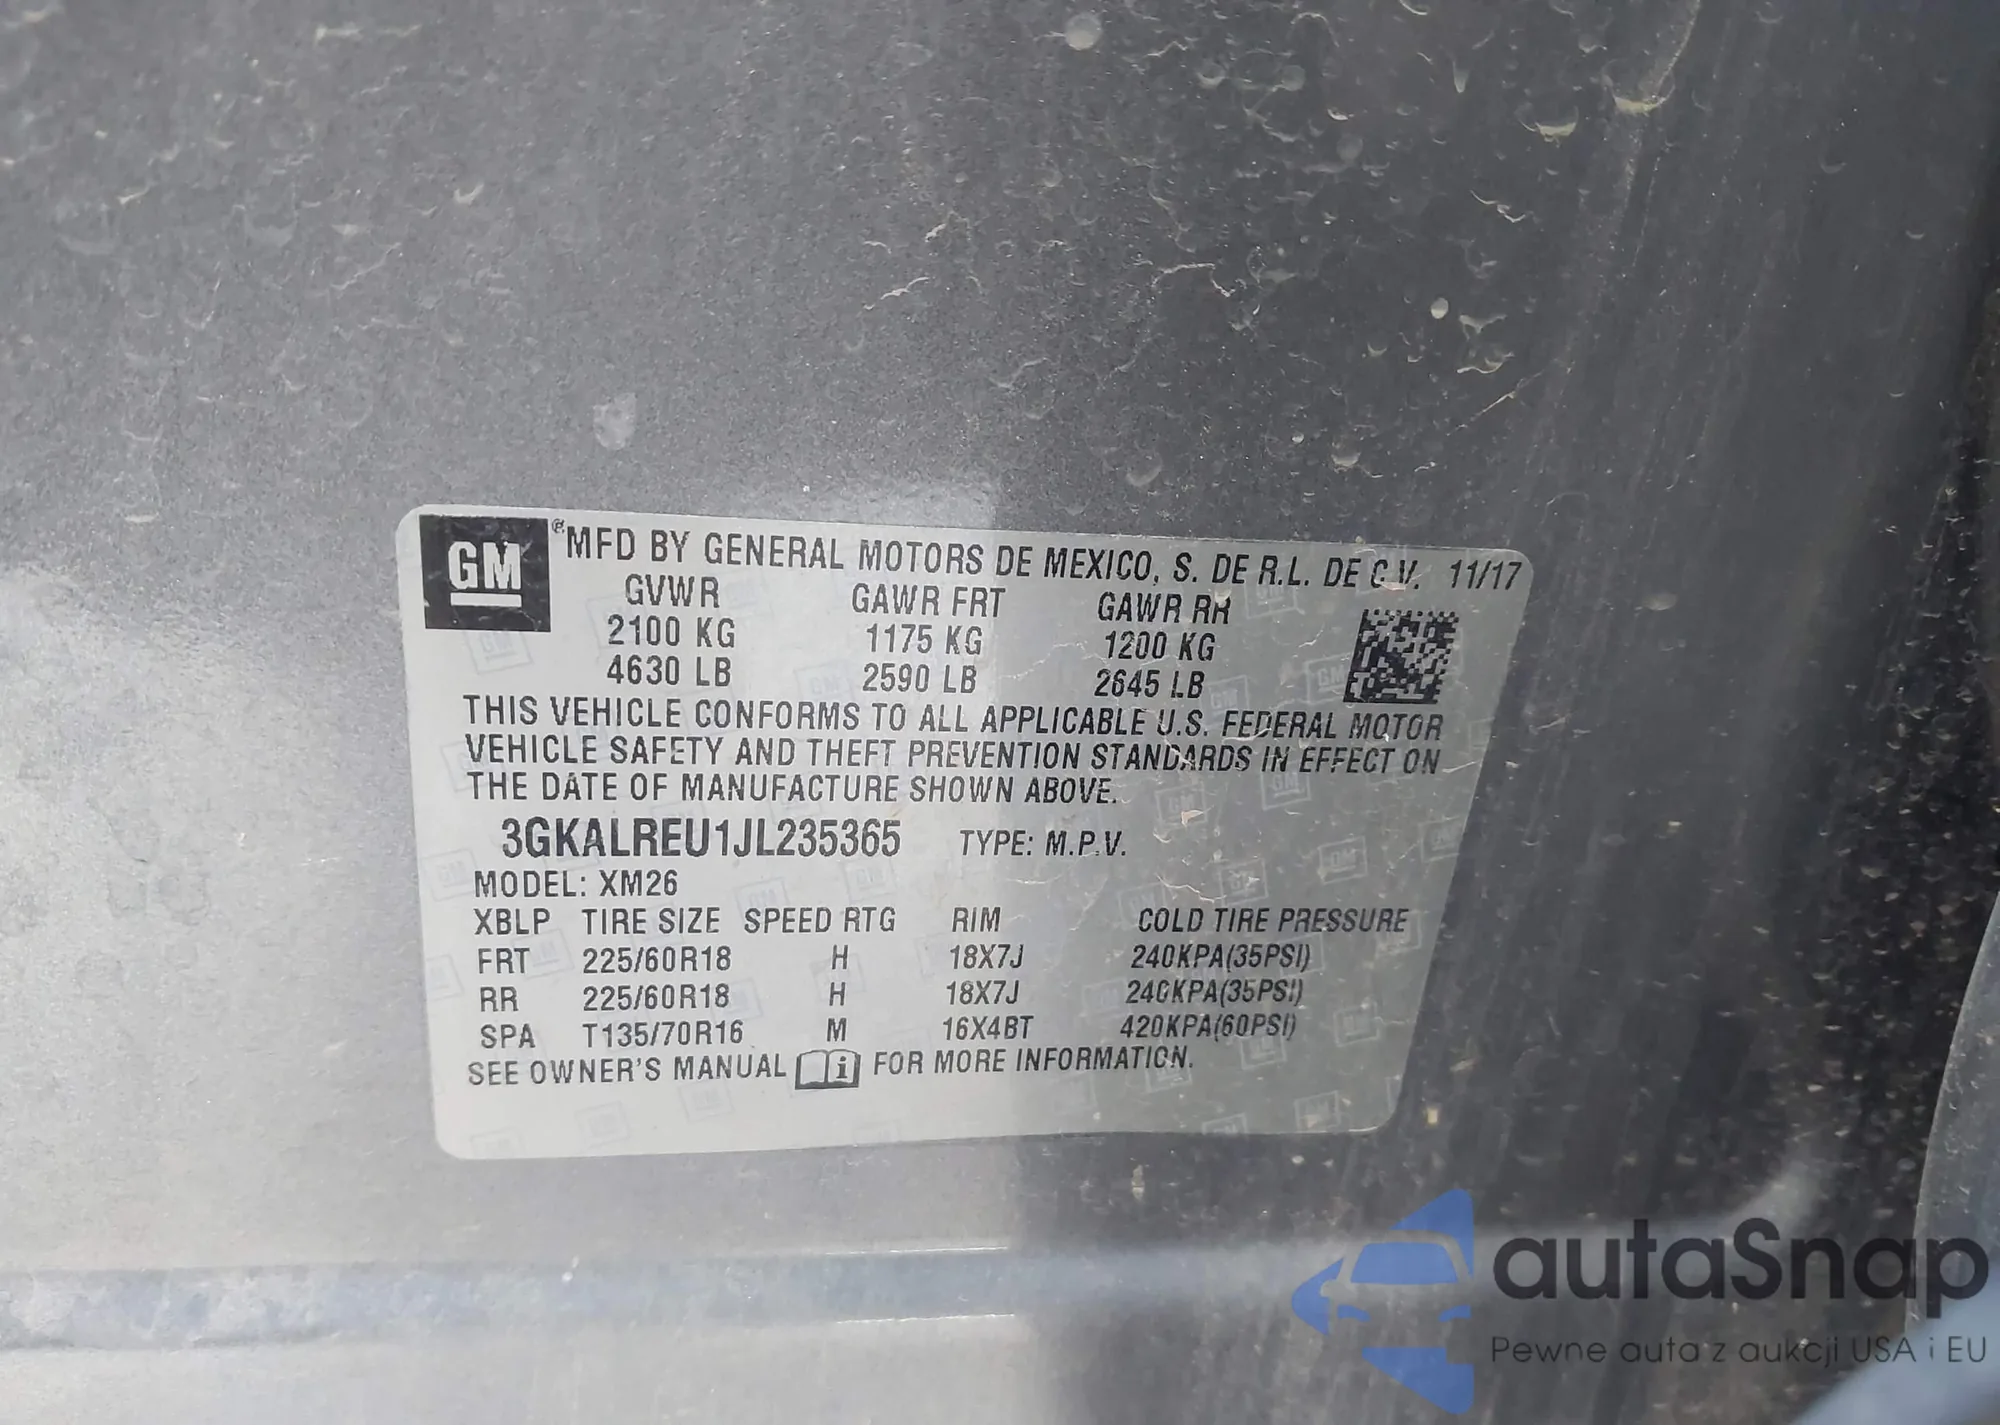 GM
®MFD BY GENERAL MOTORS DE MEXICO, S. DE R.L. DE C.V. 11/17
GVWR GAWR FRT GAWR RR
2100 KG 1175 KG 1200 KG
4630 LB 2590 LB 2645 LB
THIS VEHICLE CONFORMS TO ALL APPLICABLE U.S. FEDERAL MOTOR
VEHICLE SAFETY AND THEFT PREVENTION STANDARDS IN EFFECT ON
THE DATE OF MANUFACTURE SHOWN ABOVE.
3GKALREU1JL235365 TYPE: M.P.V.
MODEL: XM26
XBLP TIRE SIZE SPEED RTG RIM COLD TIRE PRESSURE
FRT 225/60R18 H 18X7J 240KPA(35PSI)
RR 225/60R18 H 18X7J 240KPA(35PSI)
SPA T135/70R16 M 16X4BT 420KPA(60PSI)
SEE OWNER'S MANUAL i FOR MORE INFORMATION.
autoSnap
Pewne auta z aukcji USA i EU